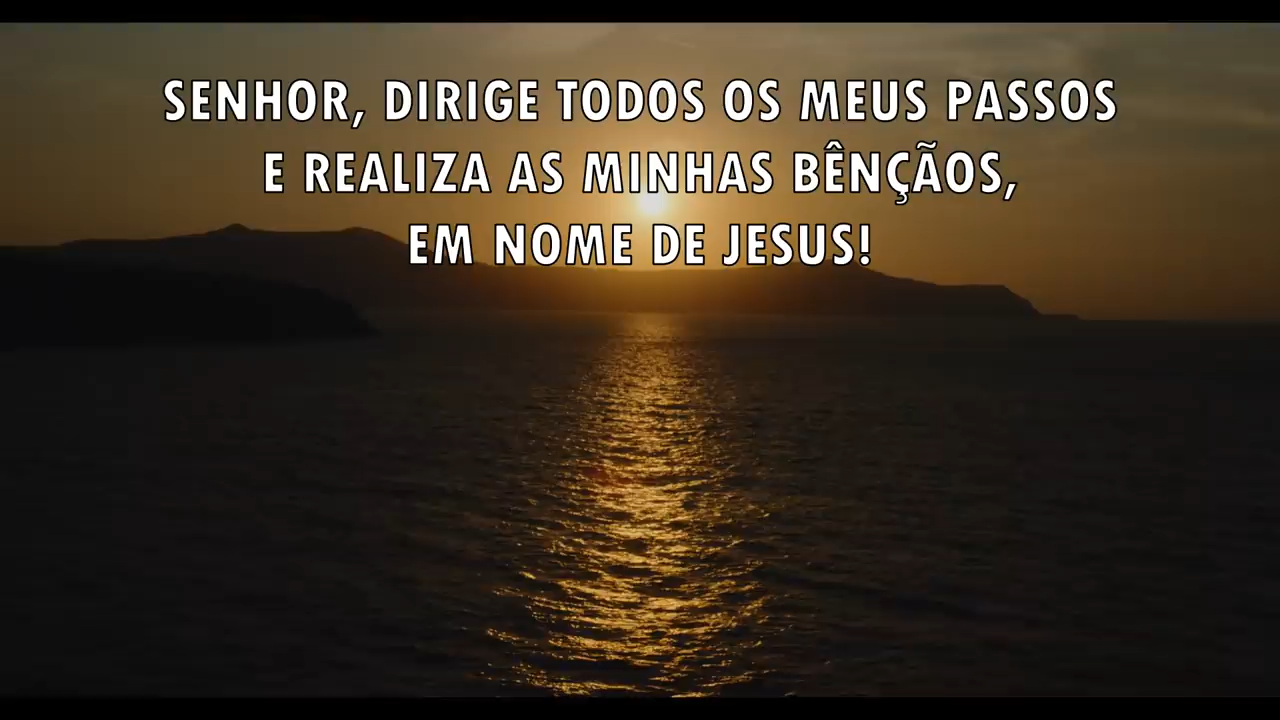 SENHOR, DIRIGE TODOS OS MEUS PASSOS
E REALIZA AS MINHAS BÊNÇÃOS,
EM NOME DE JESUS!